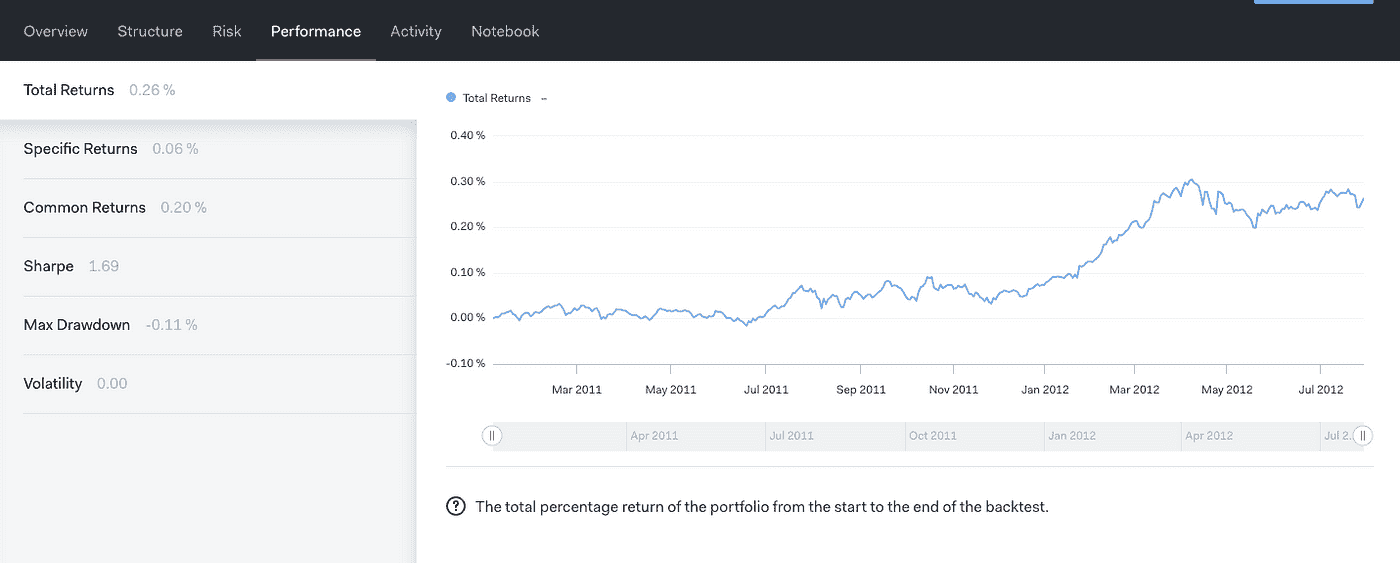 Overview Structure Risk Performance Activity Notebook
Total Returns 0.26 %
Specific Returns 0.06 %
Common Returns 0.20 %
Sharpe 1.69
Max Drawdown -0.11 %
Volatility 0.00
Total Returns --
0.40 %
0.30 %
0.20 %
0.10 %
0.00 %
-0.10 %
Mar 2011 May 2011 Jul 2011 Sep 2011 Nov 2011 Jan 2012 Mar 2012 May 2012 Jul 2012
Apr 2011 Jul 2011 Oct 2011 Jan 2012 Apr 2012 Jul 2...
? The total percentage return of the portfolio from the start to the end of the backtest.